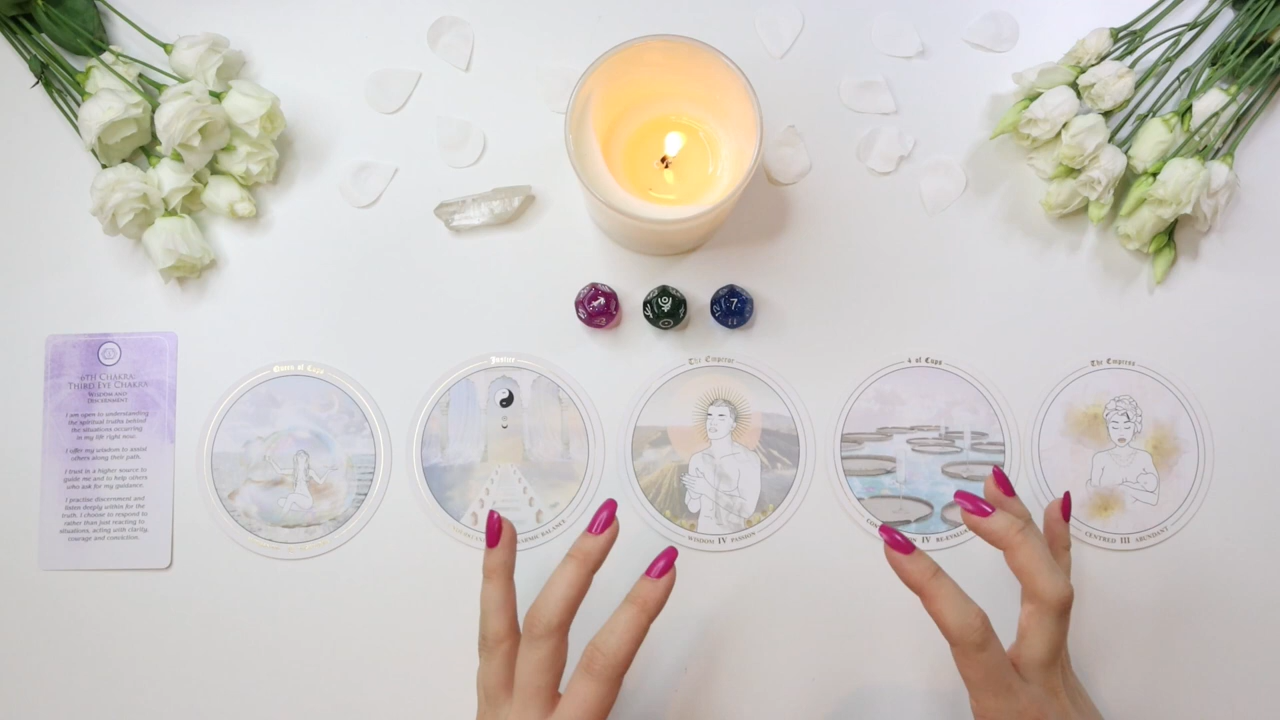 6TH CHAKRA:
THIRD EYE CHAKRA
WISDOM AND
DISCERNMENT
I am open to understanding
the spiritual truths behind
the situations occurring
in my life right now.
I offer my wisdom to assist
others along their path.
I trust in a higher source to
guide me and to help others
who ask for my guidance.
I practise discernment and
listen deeply within for the
truth. I choose to respond to
rather than just reacting to
situations, acting with clarity,
courage and conviction.
Queen of Cups
Justice
KARMIC BALANCE
The Emperor
WISDOM IV PASSION
4 of Cups
IV RE-EVALUATE
The Empress
CENTRED III ABUNDANT
7
12
11